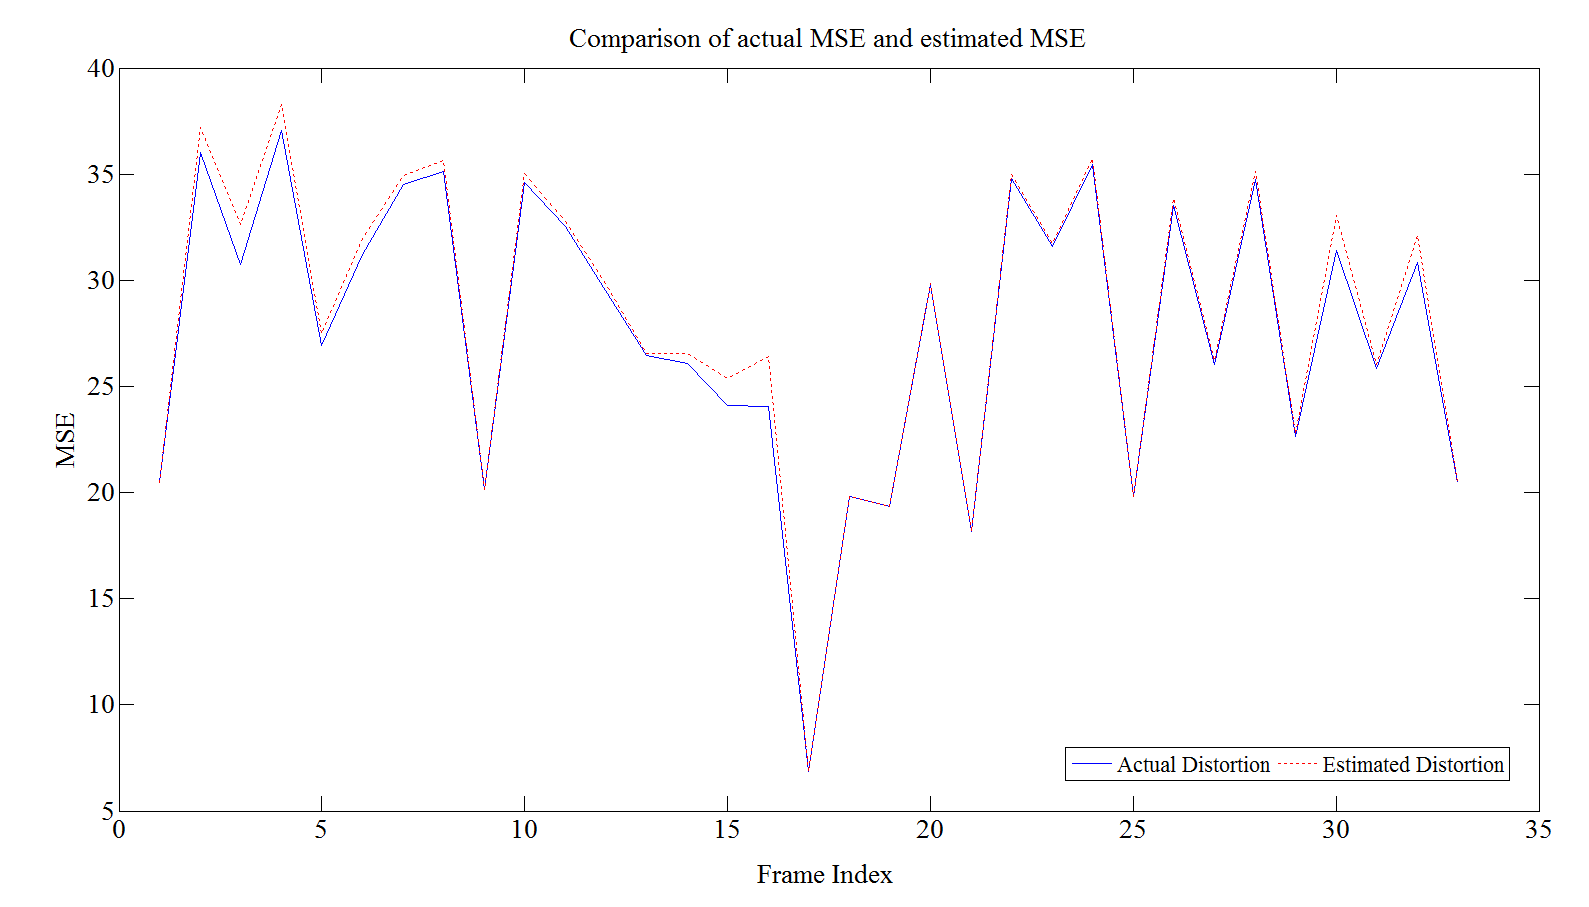 Comparison of actual MSE and estimated MSE
40
35
30
25
20
15
10
5
MSE
Actual Distortion Estimated Distortion
0 5 10 15 20 25 30 35
Frame Index